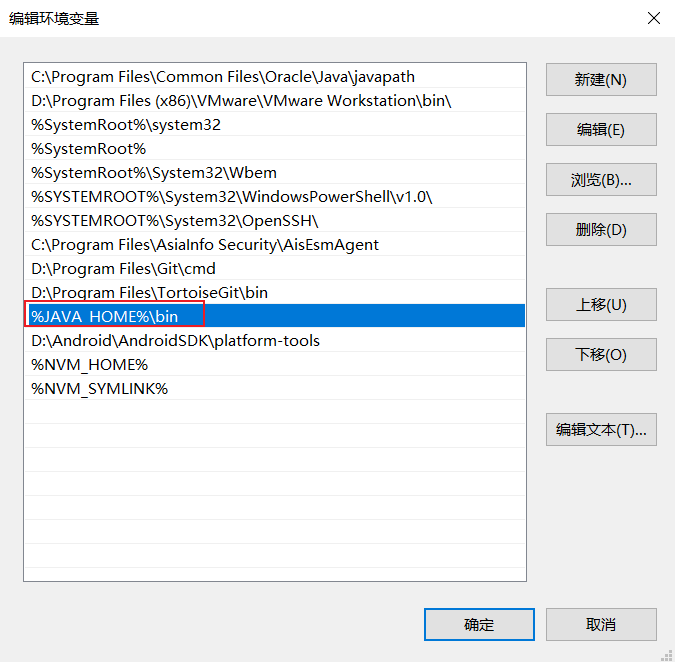 编辑环境变量
C:\Program Files\Common Files\Oracle\Java\javapath
D:\Program Files (x86)\VMware\VMware Workstation\bin\
%SystemRoot%\system32
%SystemRoot%
%SystemRoot%\System32\Wbem
%SYSTEMROOT%\System32\WindowsPowerShell\v1.0\
%SYSTEMROOT%\System32\OpenSSH\
C:\Program Files\AsiaInfo Security\AisEsmAgent
D:\Program Files\Git\cmd
D:\Program Files\TortoiseGit\bin
%JAVA_HOME%\bin
D:\Android\AndroidSDK\platform-tools
%NVM_HOME%
%NVM_SYMLINK%
新建(N)
编辑(E)
浏览(B)...
删除(D)
上移(U)
下移(O)
编辑文本(T)...
确定
取消